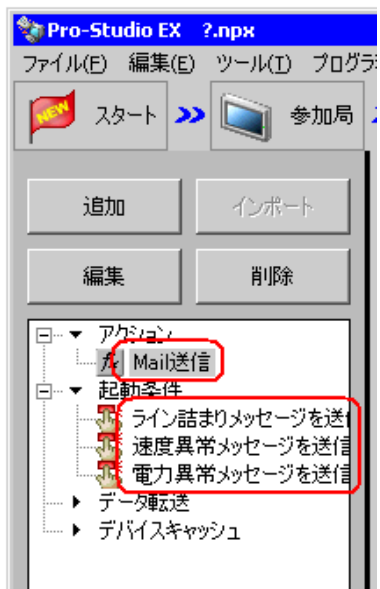 Pro-Studio EX ?.npx
ファイル(F) 編集(E) ツール(T) プログラ
NEW スタート >> 参加局
追加 インポート
編集 削除
アクション
fx Mail送信
起動条件
ライン詰まりメッセージを送
速度異常メッセージを送信
電力異常メッセージを送信
データ転送
デバイスキャッシュ